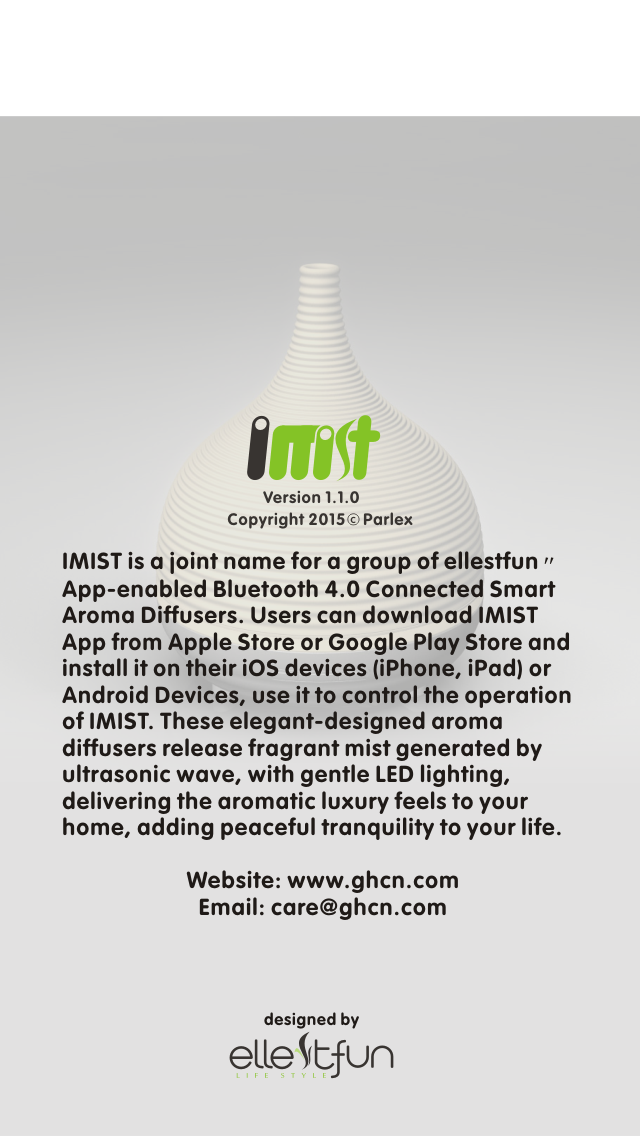 imist
Version 1.1.0
Copyright 2015© Parlex
IMIST is a joint name for a group of ellestfun "
App-enabled Bluetooth 4.0 Connected Smart
Aroma Diffusers. Users can download IMIST
App from Apple Store or Google Play Store and
install it on their iOS devices (iPhone, iPad) or
Android Devices, use it to control the operation
of IMIST. These elegant-designed aroma
diffusers release fragrant mist generated by
ultrasonic wave, with gentle LED lighting,
delivering the aromatic luxury feels to your
home, adding peaceful tranquility to your life.
Website: www.ghcn.com
Email: care@ghcn.com
designed by
ellestfun
LIFE STYLE